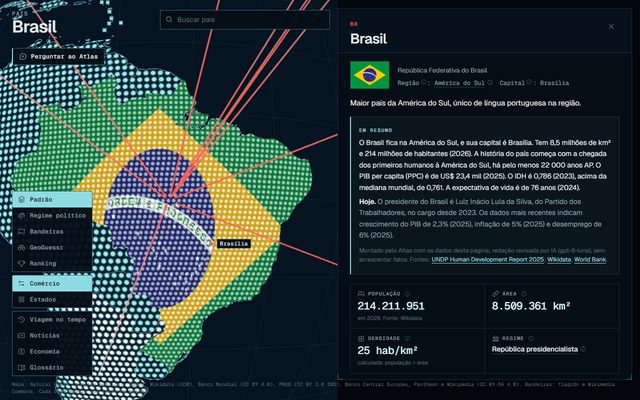 PAÍS
Brasil
Buscar país
Perguntar ao Atlas
ORDEM E PROGRESSO
Brasília
Padrão
Regime político
Bandeiras
GeoGuessr
Ranking
Comércio
Estados
Viagem no tempo
Notícias
Economia
Glossário
BR
Brasil
República Federativa do Brasil
Região: América do Sul Capital: Brasília
Maior país da América do Sul, único de língua portuguesa na região.
EM RESUMO
O Brasil fica na América do Sul, e sua capital é Brasília. Tem 8,5 milhões de km²
e 214 milhões de habitantes (2026). A história do país começa com a chegada
dos primeiros humanos à América do Sul, há pelo menos 22 000 anos AP. O
PIB per capita (PPC) é de US$ 23,4 mil (2025). O IDH é 0,786 (2023), acima da
mediana mundial, de 0,761. A expectativa de vida é de 76 anos (2024).
Hoje. O presidente do Brasil é Luiz Inácio Lula da Silva, do Partido dos
Trabalhadores, no cargo desde 2023. Os dados mais recentes indicam
crescimento do PIB de 2,3% (2025), inflação de 5% (2025) e desemprego de
6% (2025).
Montado pelo Atlas com os dados desta página; redação revisada por IA (gpt-6-luna), sem
acrescentar fatos. Fontes: UNDP Human Development Report 2025, Wikidata, World Bank.
POPULAÇÃO
214.211.951
em 2026. Fonte: Wikidata
ÁREA
8.509.361 km²
DENSIDADE
25 hab/km²
calculada: população ÷ área
REGIME
República presidencialista
Mapa: Natural Wikidata (CC0), Banco Mundial (CC BY 4.0), PNUD (CC BY 3.0 IGO), Banco Central Europeu, Pantheon e Wikipédia (CC BY-SA 4.0). Bandeiras: flagcdn e Wikimedia
Commons.